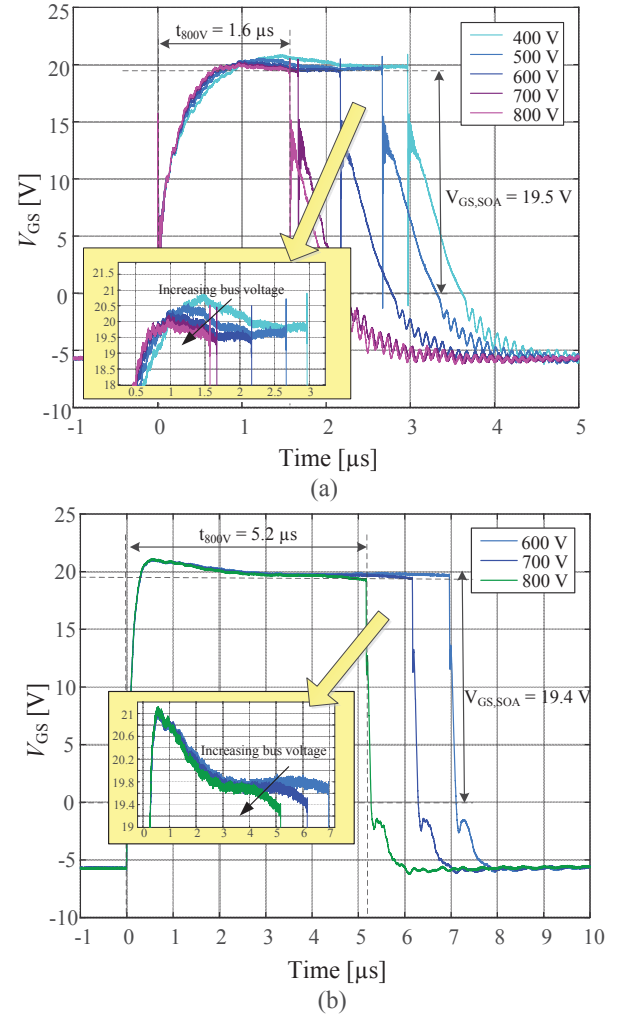 25
t800V = 1.6 µs
20
15
10
5
0
-5
-10
VGS [V]
400 V
500 V
600 V
700 V
800 V
VGS,SOA = 19.5 V
Increasing bus voltage
21.5
21
20.5
20
19.5
19
18.5
18
0.5 1 1.5 2 2.5 3
-1 0 1 2 3 4 5
Time [µs]
(a)
25
t800V = 5.2 µs
20
15
10
5
0
-5
-10
VGS [V]
600 V
700 V
800 V
VGS,SOA = 19.4 V
Increasing bus voltage
21
20.6
20.2
19.8
19.4
19
0 1 2 3 4 5 6 7
-1 0 1 2 3 4 5 6 7 8 9 10
Time [µs]
(b)